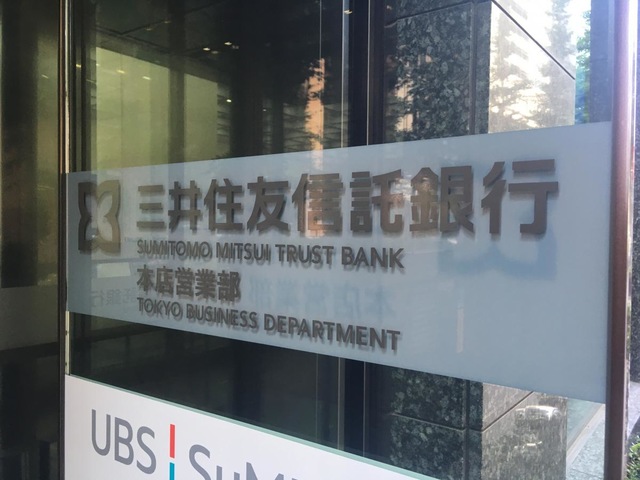 三井住友信託銀行
SUMITOMO MITSUI TRUST BANK
本店営業部
TOKYO BUSINESS DEPARTMENT
UBS